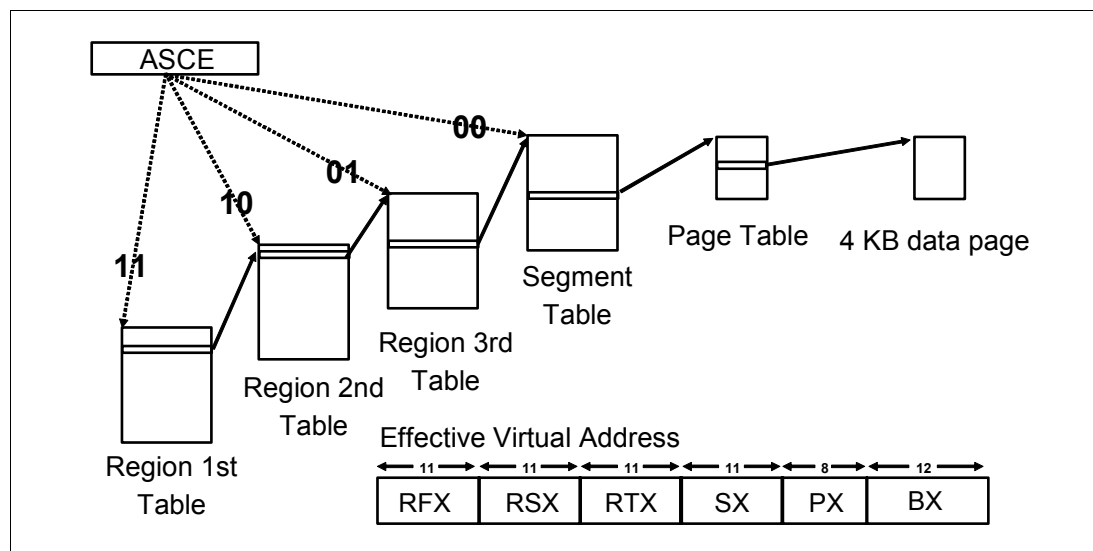 ASCE
00
01
10
11
Segment
Table
Page Table
4 KB data page
Region 3rd
Table
Region 2nd
Table
Region 1st
Table
Effective Virtual Address
11 11 11 11 8 12
RFX RSX RTX SX PX BX